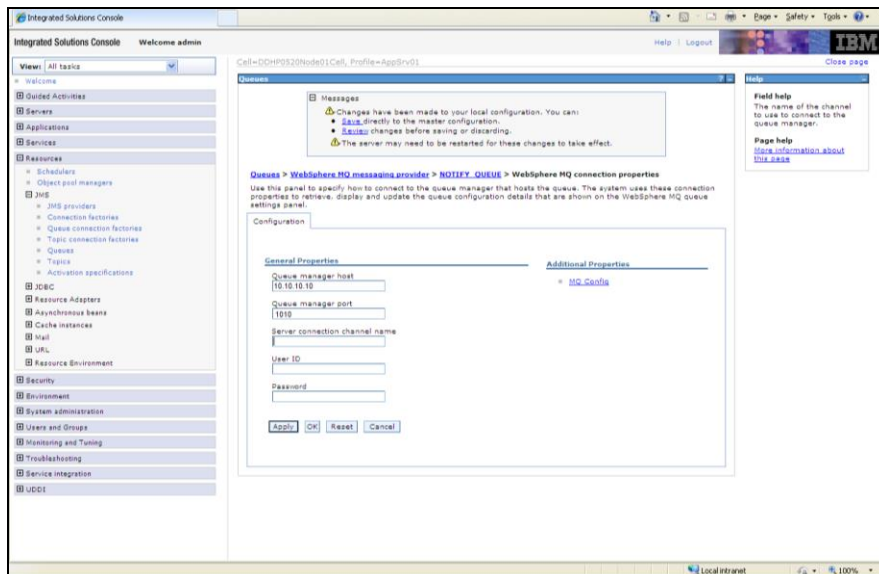 Integrated Solutions Console
Page Safety Tools
Integrated Solutions Console Welcome admin
Help | Logout
IBM
View: All tasks
Cell=DDHP0520Node01Cell, Profile=AppSrv01
Close page
Welcome
Guided Activities
Servers
Applications
Services
Resources
Schedulers
Object pool managers
JMS
JMS providers
Connection factories
Queue connection factories
Topic connection factories
Queues
Topics
Activation specifications
JDBC
Resource Adapters
Asynchronous beans
Cache instances
Mail
URL
Resource Environment
Security
Environment
System administration
Users and Groups
Monitoring and Tuning
Troubleshooting
Service integration
UDDI
Queues
Messages
Changes have been made to your local configuration. You can:
Save directly to the master configuration.
Review changes before saving or discarding.
The server may need to be restarted for these changes to take effect.
Queues > WebSphere MQ messaging provider > NOTIFY_QUEUE > WebSphere MQ connection properties
Use this panel to specify how to connect to the queue manager that hosts the queue. The system uses these connection
properties to retrieve, display and update the queue configuration details that are shown on the WebSphere MQ queue
settings panel.
Configuration
General Properties
Queue manager host
10.10.10.10
Queue manager port
1010
Server connection channel name
User ID
Password
Apply OK Reset Cancel
Additional Properties
MQ Config
Help
Field help
The name of the channel
to use to connect to the
queue manager.
Page help
More information about
this page
Local intranet
100%